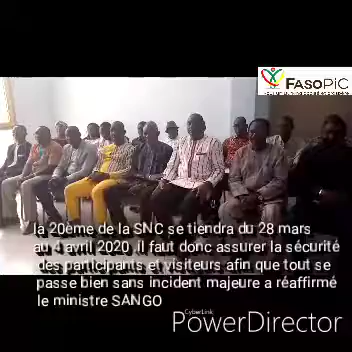 FASOPIC
la 20ème de la SNC se tiendra du 28 mars
au 4 avril 2020 ,il faut donc assurer la sécurité
des participants et visiteurs afin que tout se
passe bien sans incident majeure a réaffirmé
le ministre SANGO
CyberLink
PowerDirector